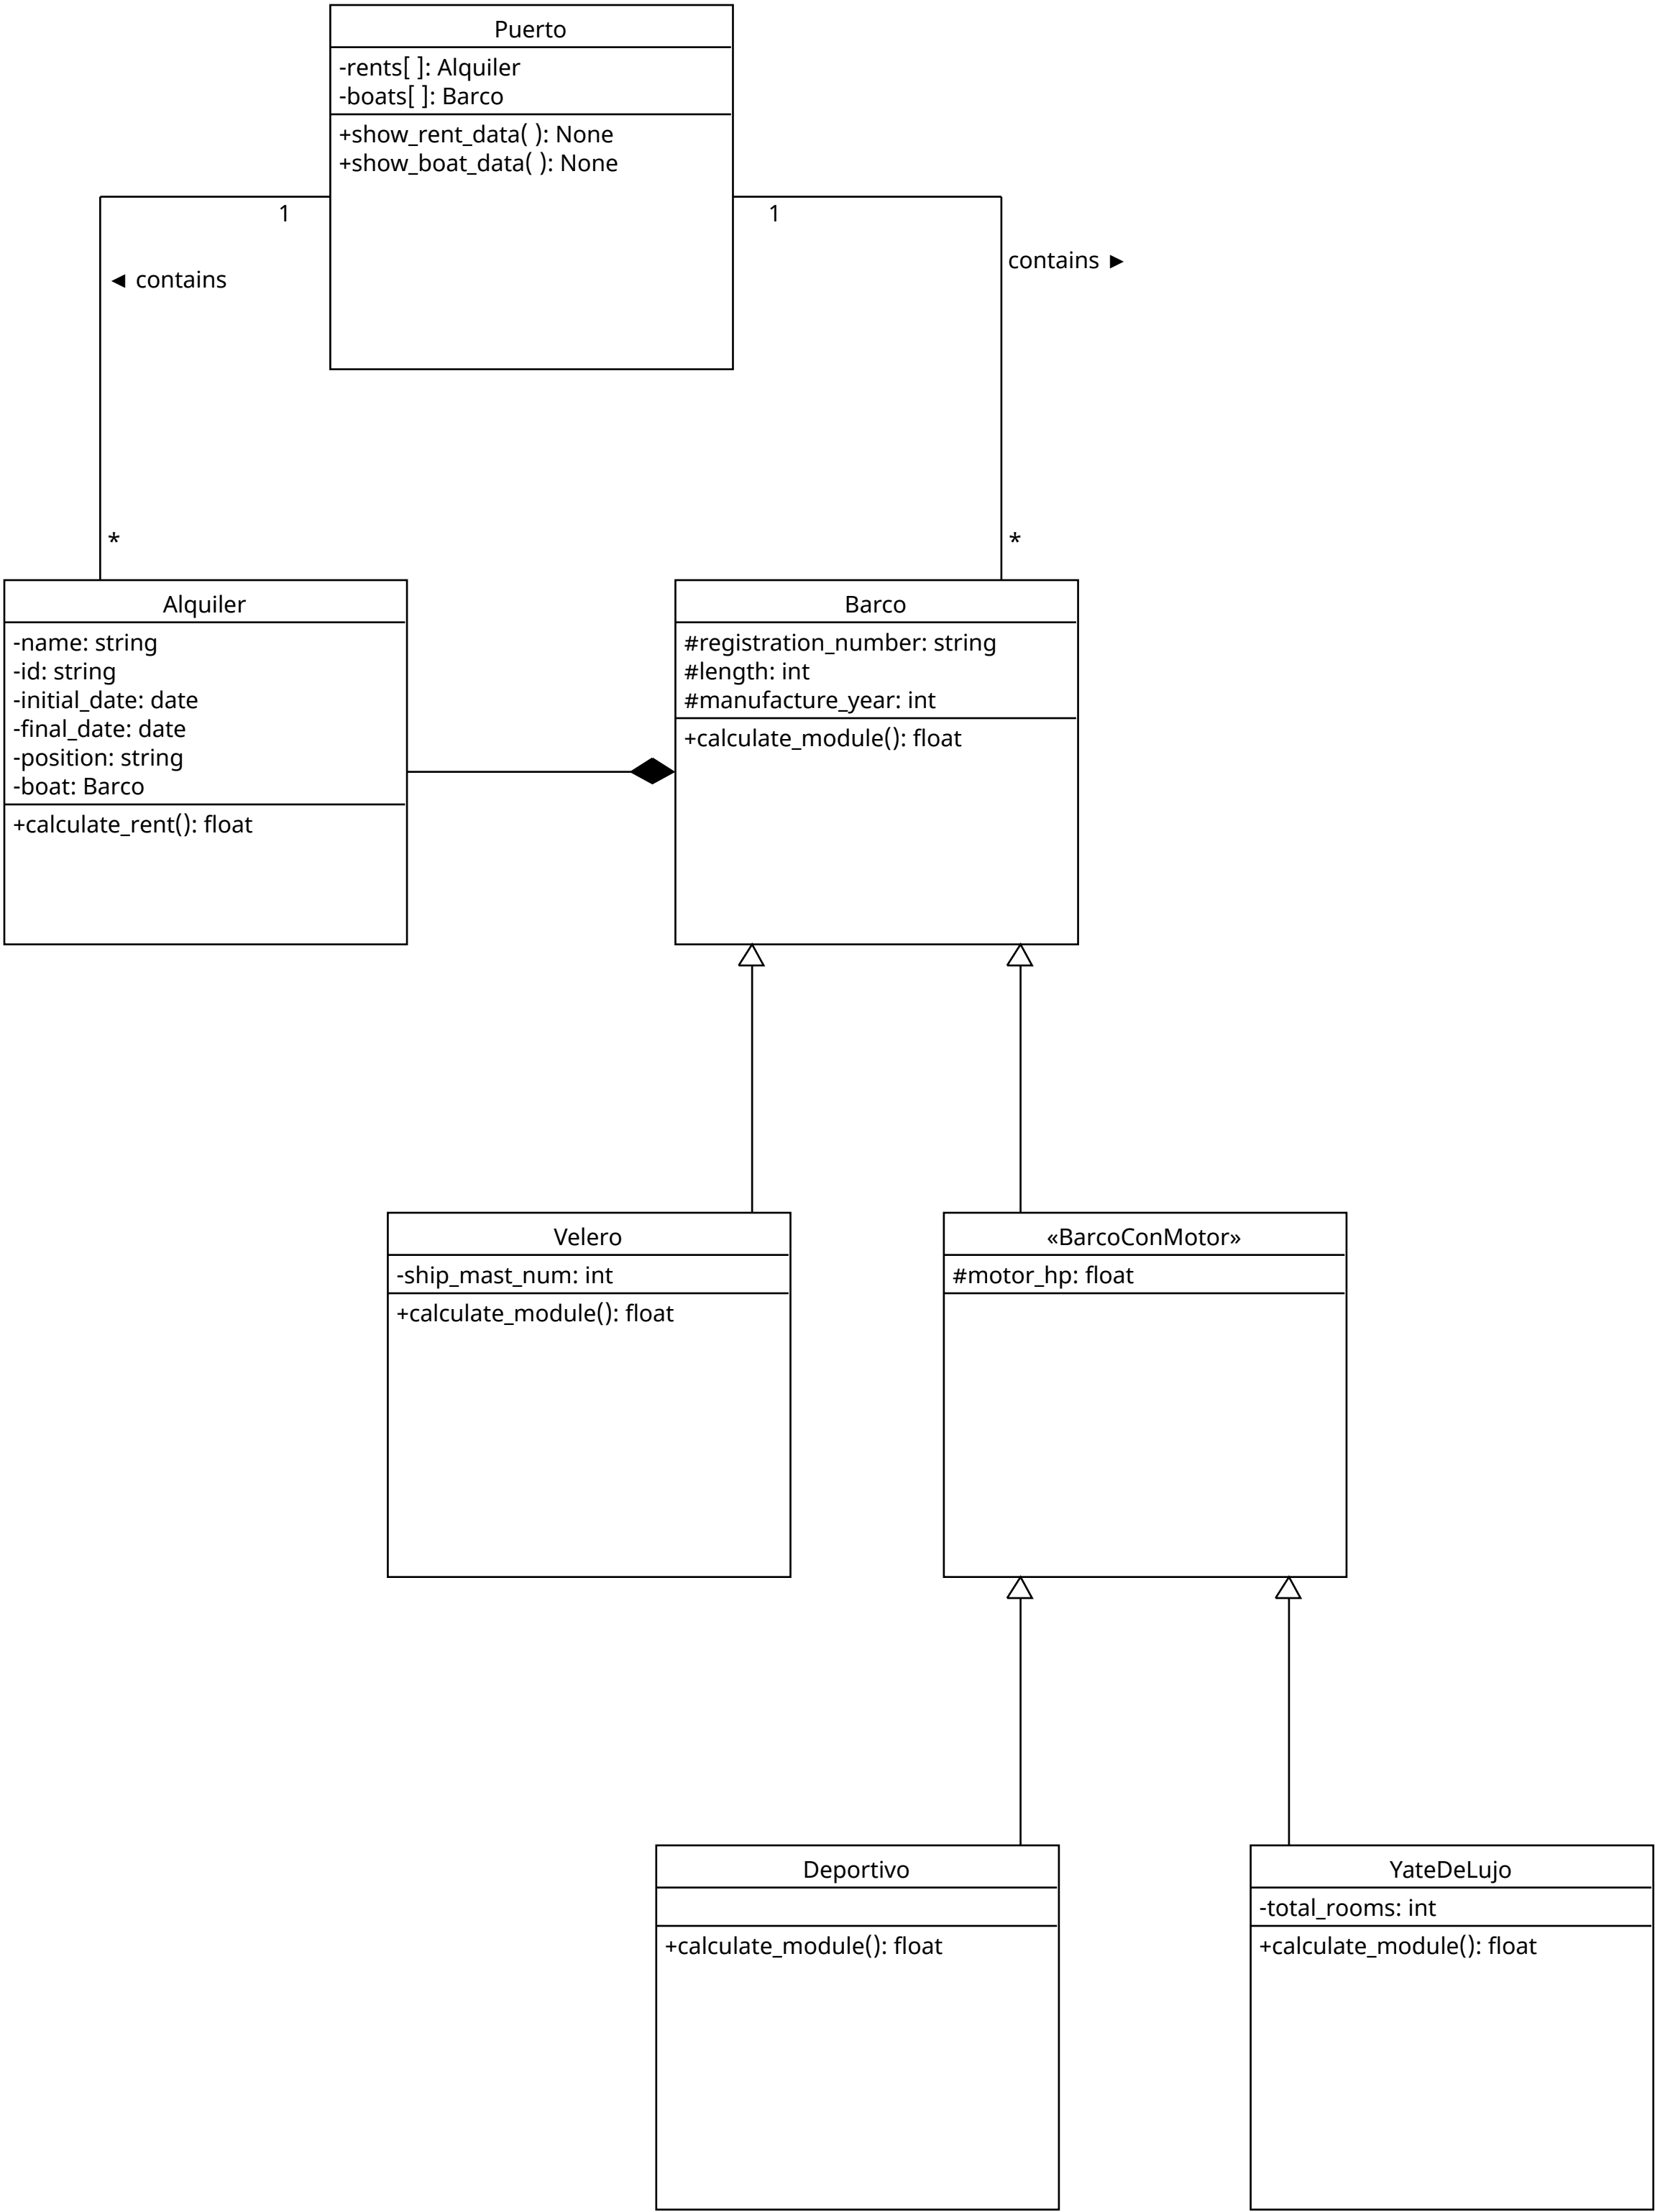 Puerto
-rents[ ]: Alquiler
-boats[ ]: Barco
+show_rent_data( ): None
+show_boat_data( ): None
1
1
◄ contains
contains ►
*
*
Alquiler
-name: string
-id: string
-initial_date: date
-final_date: date
-position: string
-boat: Barco
+calculate_rent(): float
Barco
#registration_number: string
#length: int
#manufacture_year: int
+calculate_module(): float
Velero
-ship_mast_num: int
+calculate_module(): float
«BarcoConMotor»
#motor_hp: float
Deportivo
+calculate_module(): float
YateDeLujo
-total_rooms: int
+calculate_module(): float